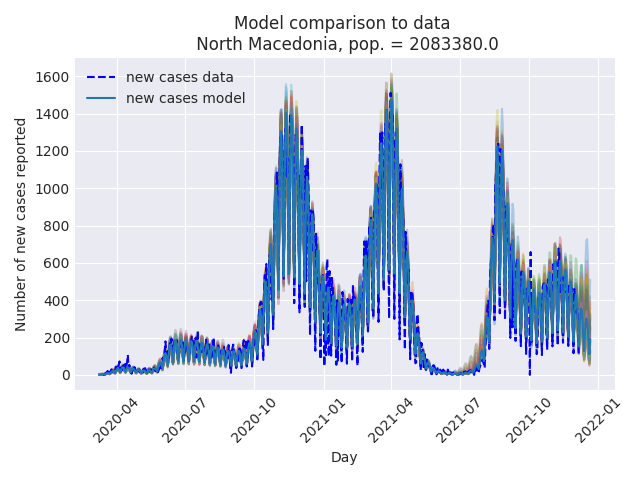 Model comparison to data
North Macedonia, pop. = 2083380.0
new cases data
new cases model
Number of new cases reported
1600
1400
1200
1000
800
600
400
200
0
2020-04
2020-07
2020-10
2021-01
2021-04
2021-07
2021-10
2022-01
Day